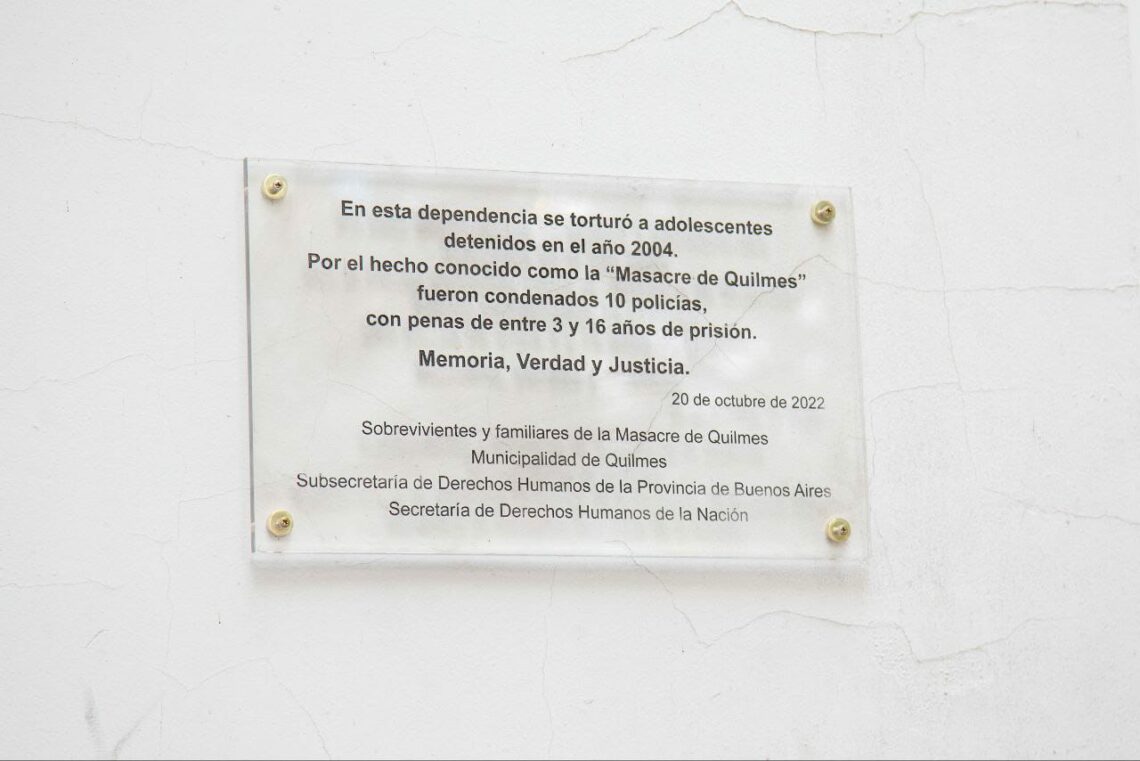 En esta dependencia se torturó a adolescentes
detenidos en el año 2004.
Por el hecho conocido como la “Masacre de Quilmes”
fueron condenados 10 policías,
con penas de entre 3 y 16 años de prisión.
Memoria, Verdad y Justicia.
20 de octubre de 2022
Sobrevivientes y familiares de la Masacre de Quilmes
Municipalidad de Quilmes
Subsecretaría de Derechos Humanos de la Provincia de Buenos Aires
Secretaría de Derechos Humanos de la Nación